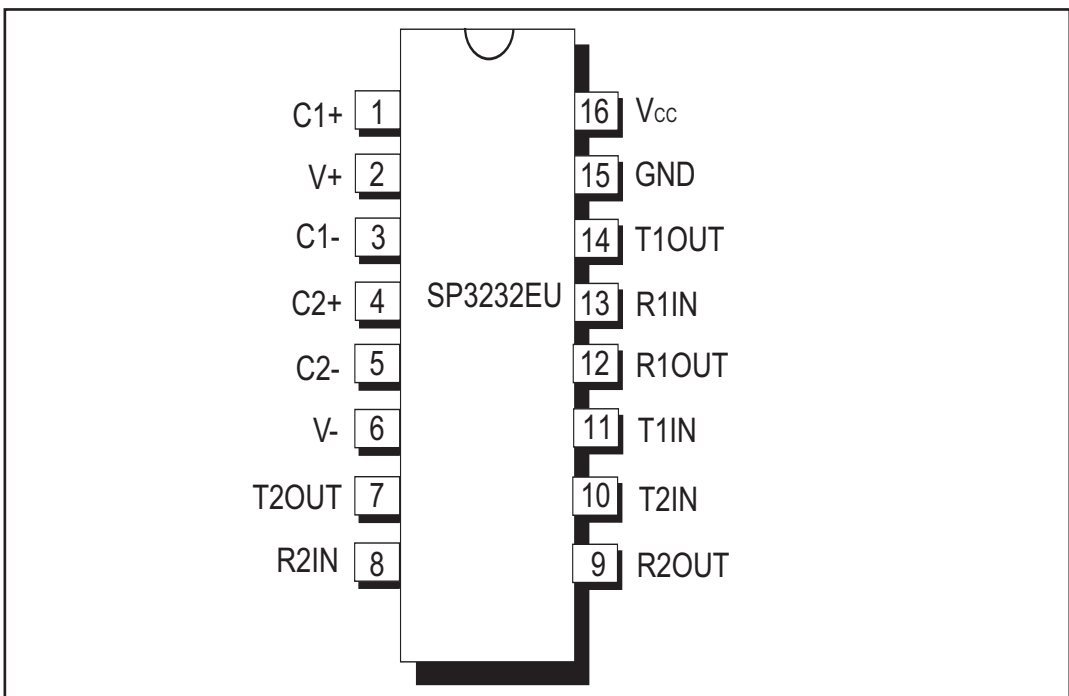 C1+ 1 16 Vcc
V+ 2 15 GND
C1- 3 14 T1OUT
C2+ 4 SP3232EU 13 R1IN
C2- 5 12 R1OUT
V- 6 11 T1IN
T2OUT 7 10 T2IN
R2IN 8 9 R2OUT